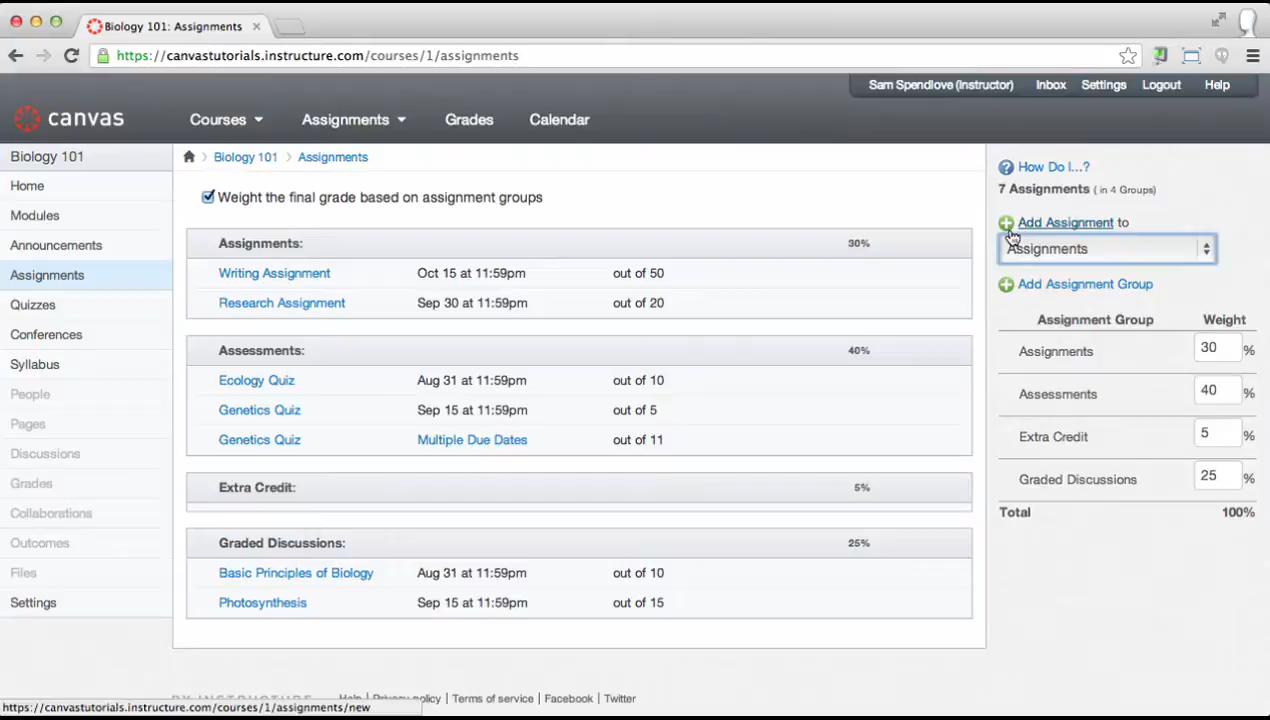 Biology 101: Assignments
https://canvastutorials.instructure.com/courses/1/assignments
Sam Spendlove (Instructor) Inbox Settings Logout Help
canvas Courses Assignments Grades Calendar
Biology 101
Home
Modules
Announcements
Assignments
Quizzes
Conferences
Syllabus
People
Pages
Discussions
Grades
Collaborations
Outcomes
Files
Settings
Biology 101 Assignments
Weight the final grade based on assignment groups
Assignments: 30%
Writing Assignment Oct 15 at 11:59pm out of 50
Research Assignment Sep 30 at 11:59pm out of 20
Assessments: 40%
Ecology Quiz Aug 31 at 11:59pm out of 10
Genetics Quiz Sep 15 at 11:59pm out of 5
Genetics Quiz Multiple Due Dates out of 11
Extra Credit: 5%
Graded Discussions: 25%
Basic Principles of Biology Aug 31 at 11:59pm out of 10
Photosynthesis Sep 15 at 11:59pm out of 15
How Do I...?
7 Assignments ( in 4 Groups)
Add Assignment to
Assignments
Add Assignment Group
Assignment Group Weight
Assignments 30 %
Assessments 40 %
Extra Credit 5 %
Graded Discussions 25 %
Total 100%
BY INSTRUCTURE Help Privacy policy Terms of service Facebook Twitter
https://canvastutorials.instructure.com/courses/1/assignments/new